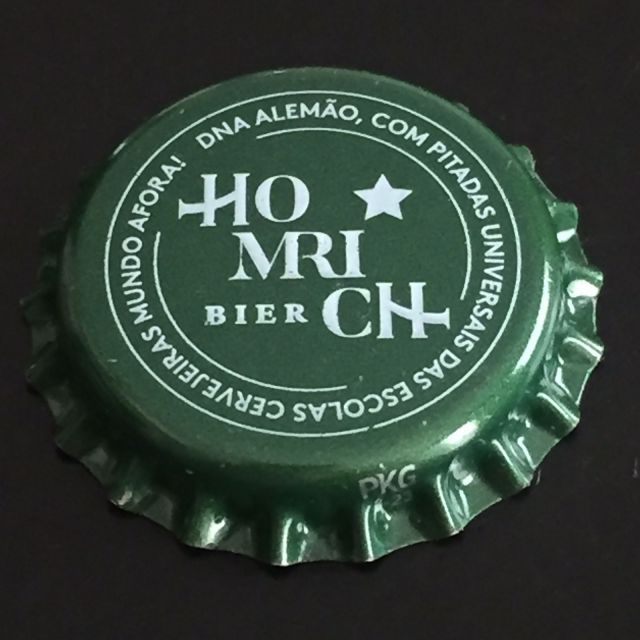 DNA ALEMÃO, COM PITADAS UNIVERSAIS DAS ESCOLAS CERVEJEIRAS MUNDO AFORA!
HO
MRI
BIER CH
PKG